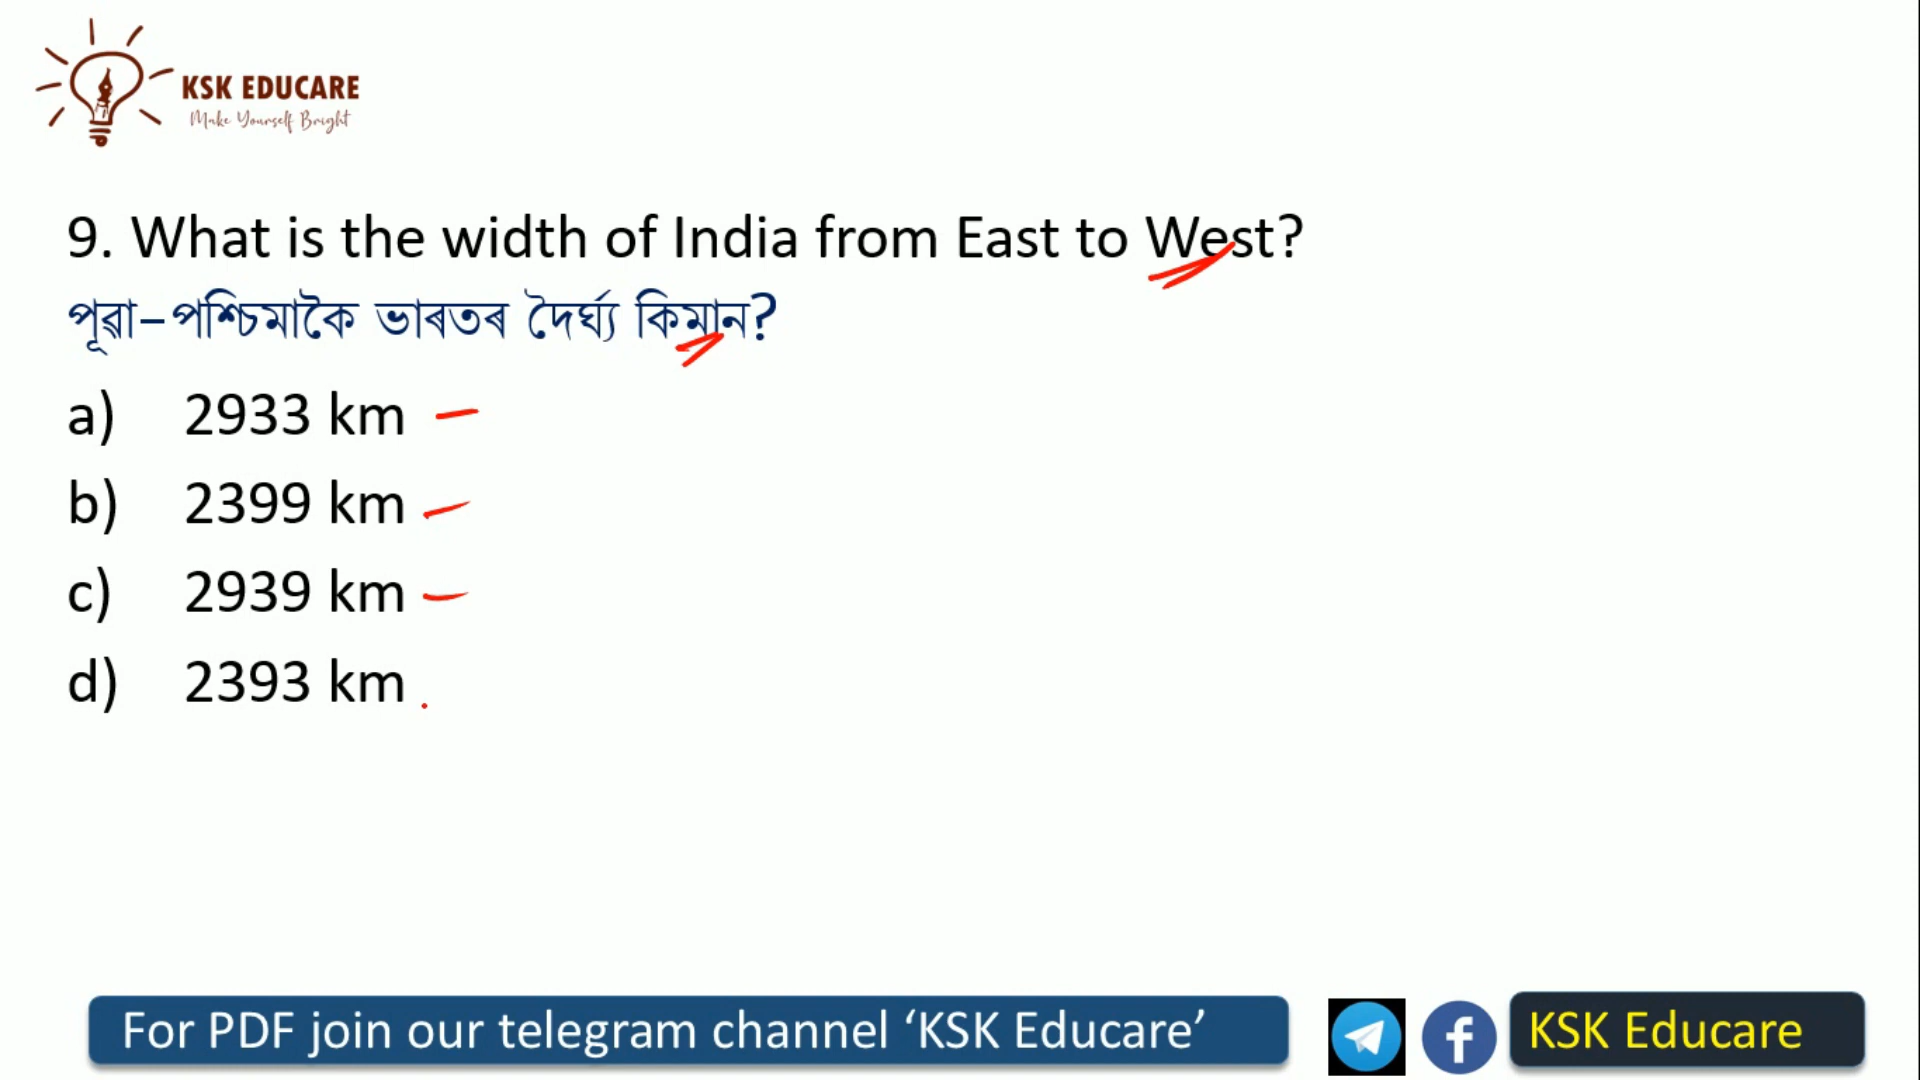 KSK EDUCARE
Make Yourself Bright
9. What is the width of India from East to West?
পূৱা–পশ্চিমাকৈ ভাৰতৰ দৈৰ্ঘ্য কিমান?
a) 2933 km
b) 2399 km
c) 2939 km
d) 2393 km
For PDF join our telegram channel ‘KSK Educare’
KSK Educare